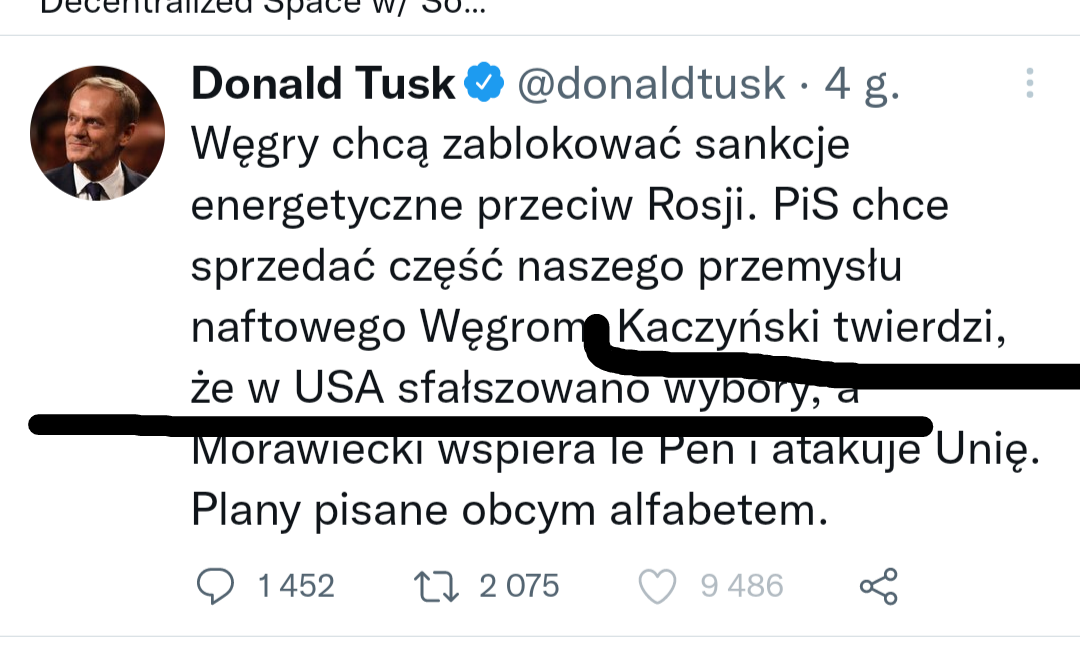 Decentralized Space w/ So...
Donald Tusk @donaldtusk · 4 g.
Węgry chcą zablokować sankcje
energetyczne przeciw Rosji. PiS chce
sprzedać część naszego przemysłu
naftowego Węgrom Kaczyński twierdzi,
że w USA sfałszowano wybory, a
Morawiecki wspiera le Pen i atakuje Unię.
Plany pisane obcym alfabetem.
1 452 2 075 9 486